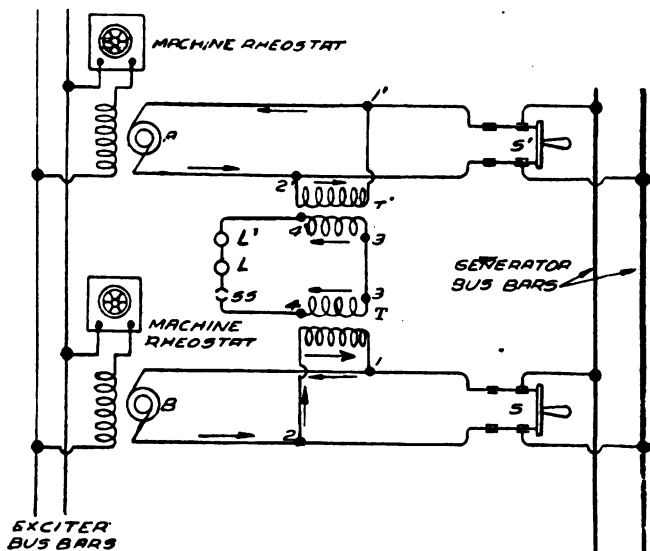 MACHINE RHEOSTAT
1'
A
S'
2'
T'
4'
L'
3
L
GENERATOR
BUS BARS
3
SS
4
T
MACHINE
RHEOSTAT
1
B
S
2
EXCITER
BUS BARS